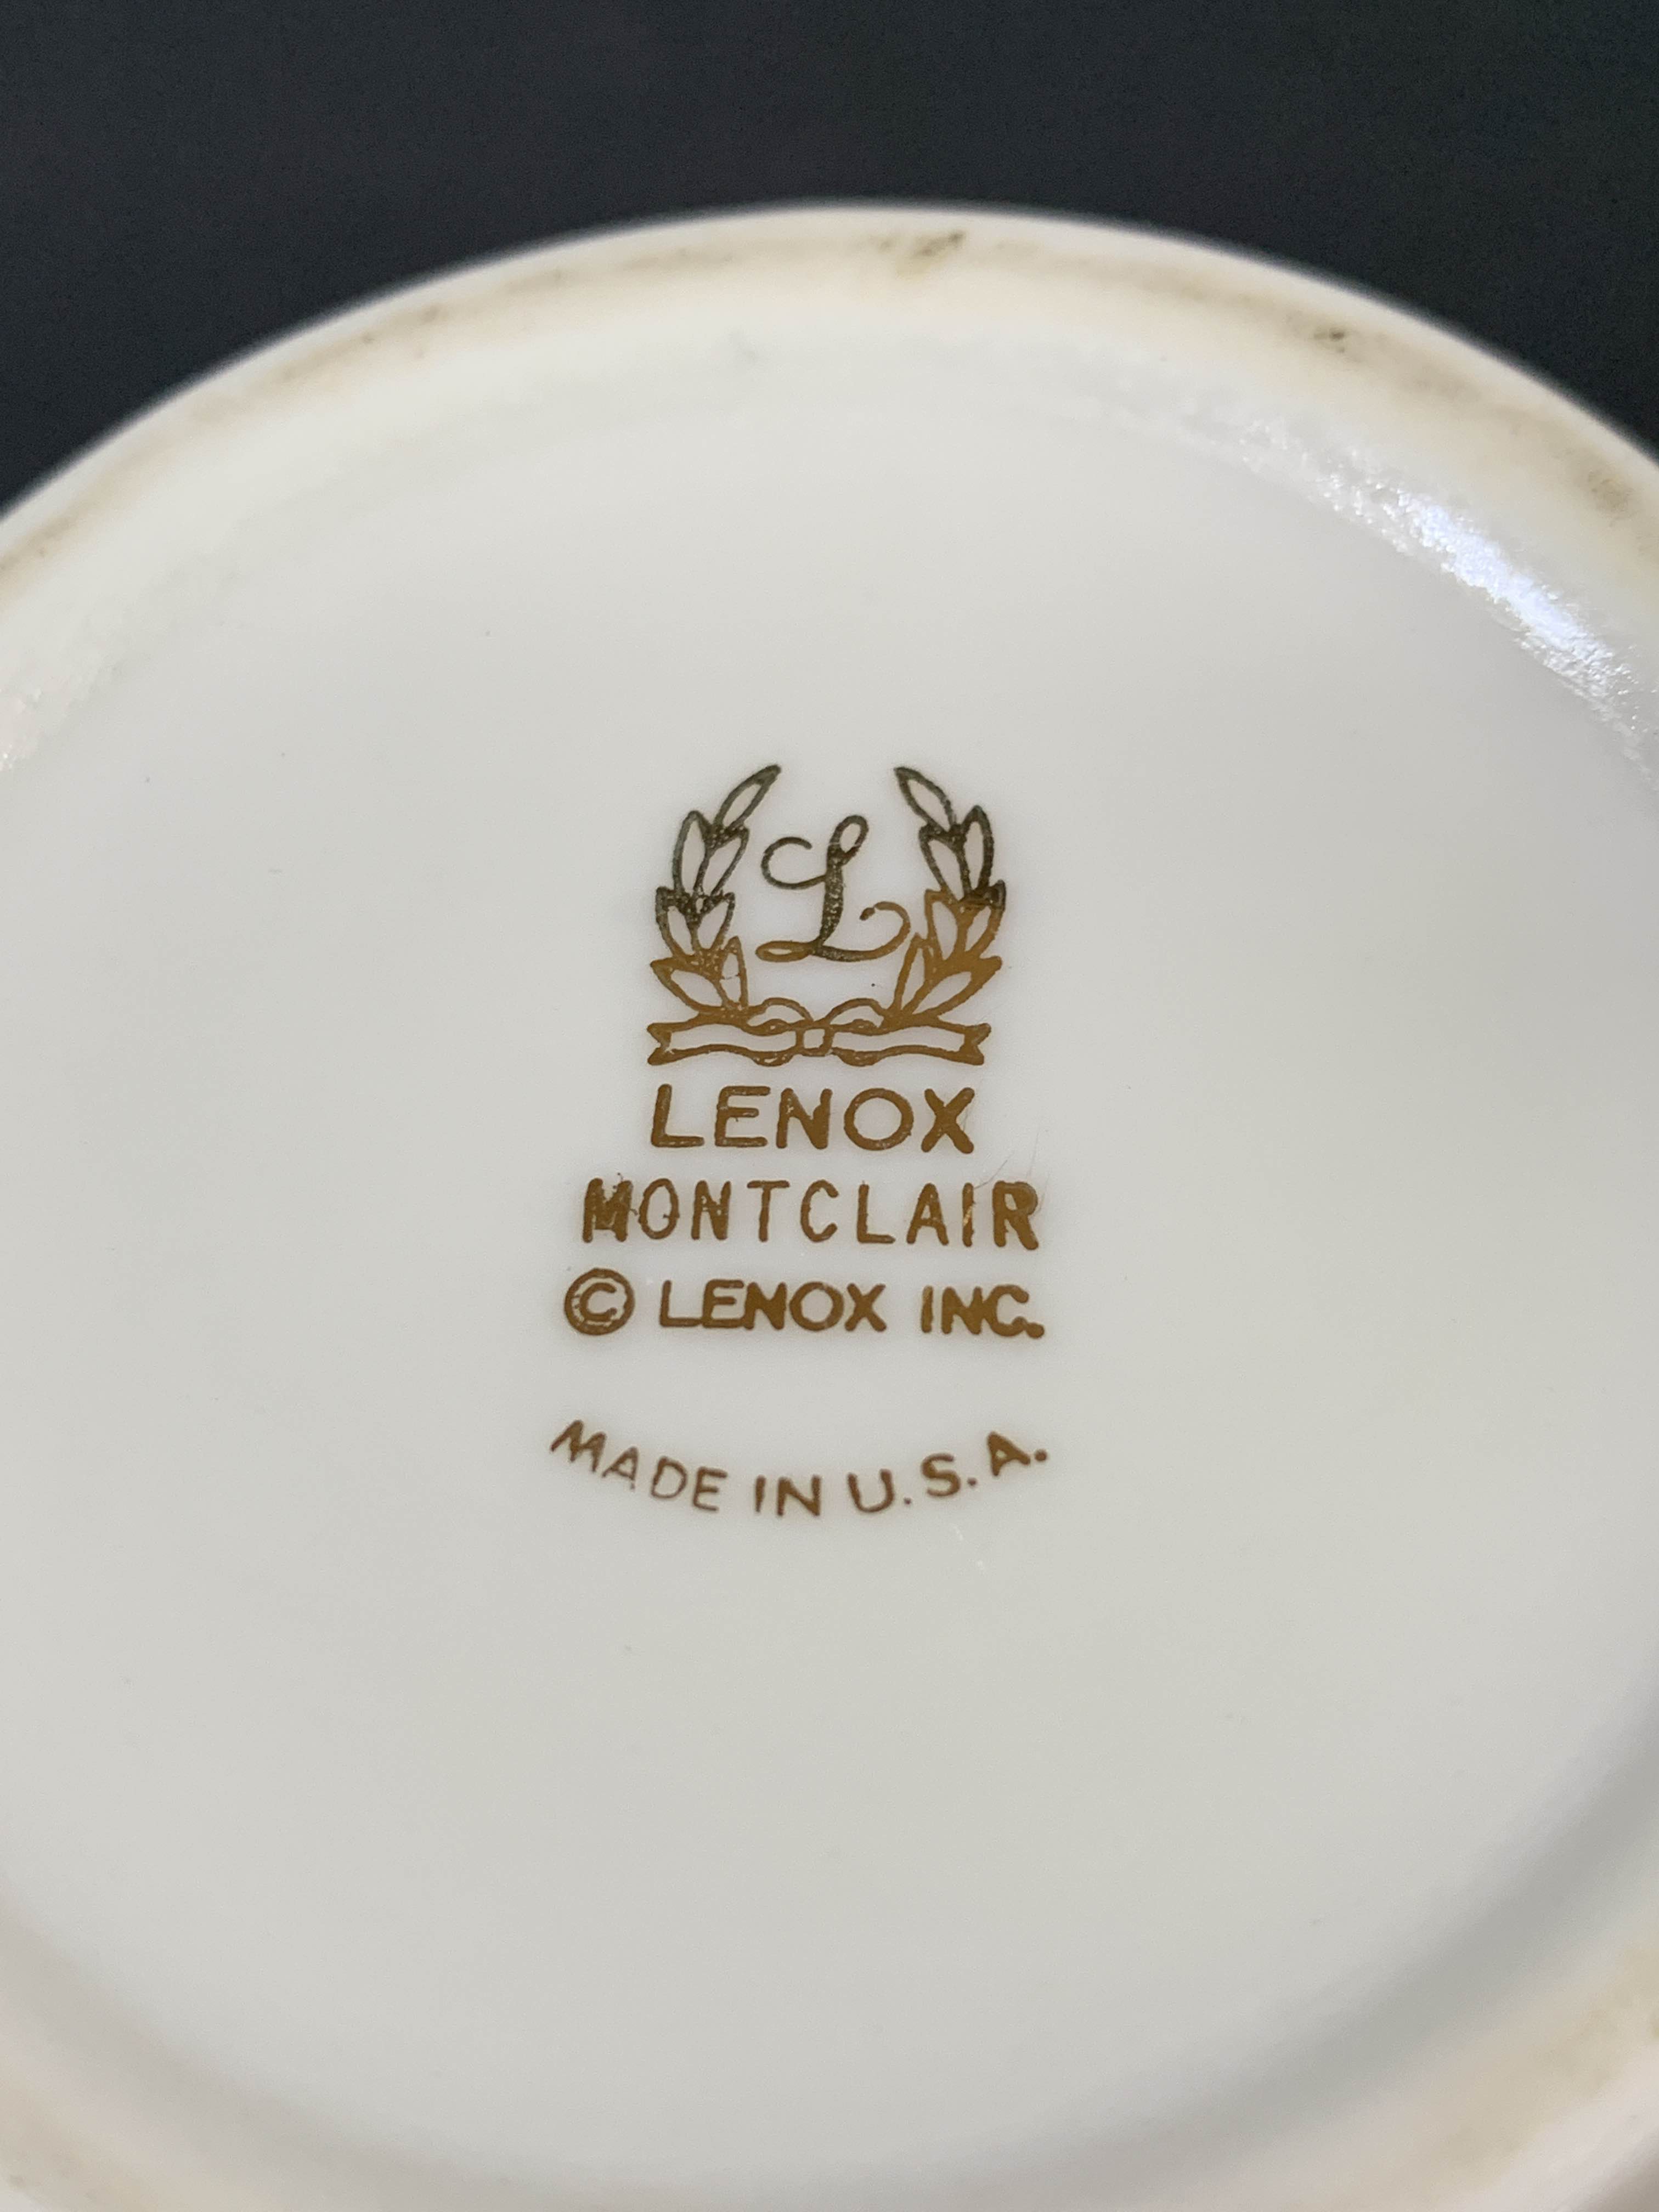 L
LENOX
MONTCLAIR
© LENOX INC.
MADE IN U.S.A.